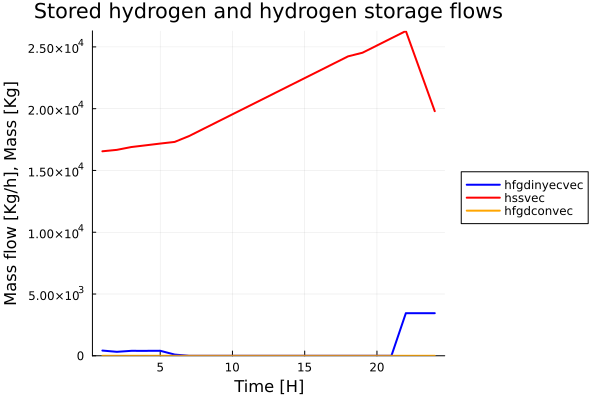 Stored hydrogen and hydrogen storage flows
Mass flow [Kg/h], Mass [Kg]
2.50×10⁴
2.00×10⁴
1.50×10⁴
1.00×10⁴
5.00×10³
0
5 10 15 20
Time [H]
hfgdinyecvec
hssvec
hfgdconvec